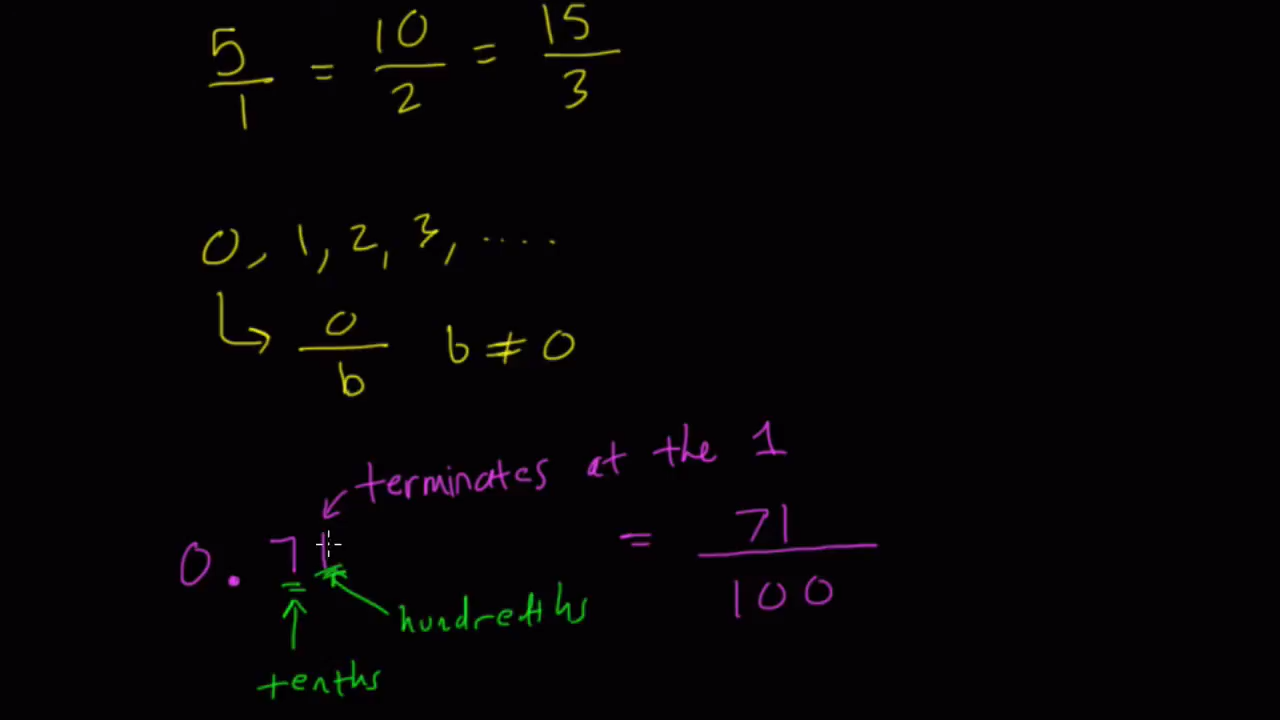 5/1 = 10/2 = 15/3
0, 1, 2, 3, ....
0/b b ≠ 0
terminates at the 1
0.71 = 71/100
hundreths
tenths